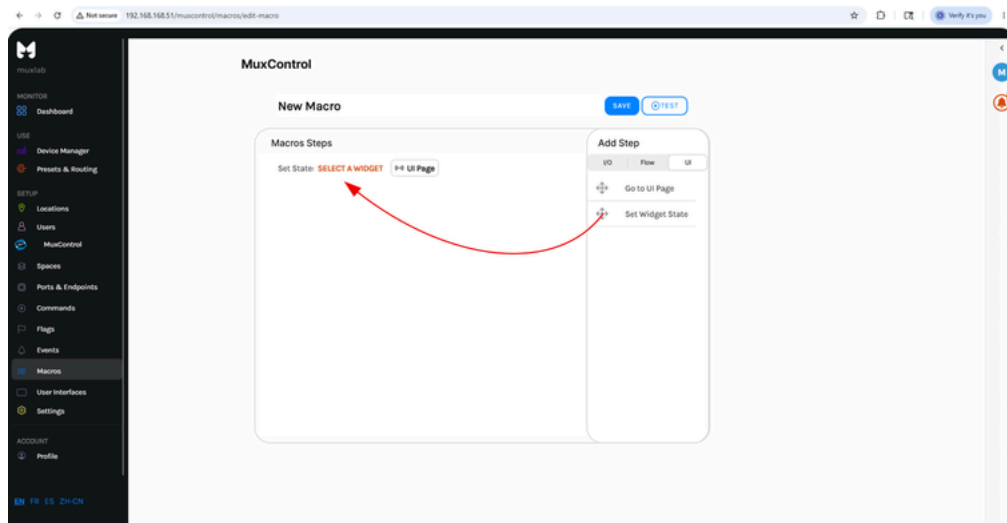 Not secure 192.168.168.51/muxcontrol/macros/edit-macro
Verify it's you
muxlab
MONITOR
Dashboard
USE
Device Manager
Presets & Routing
SETUP
Locations
Users
MuxControl
Spaces
Ports & Endpoints
Commands
Flags
Events
Macros
User Interfaces
Settings
ACCOUNT
Profile
EN FR ES ZH-CN
MuxControl
New Macro
SAVE TEST
Macros Steps
Set State: SELECT A WIDGET UI Page
Add Step
I/O Flow UI
Go to UI Page
Set Widget State
M